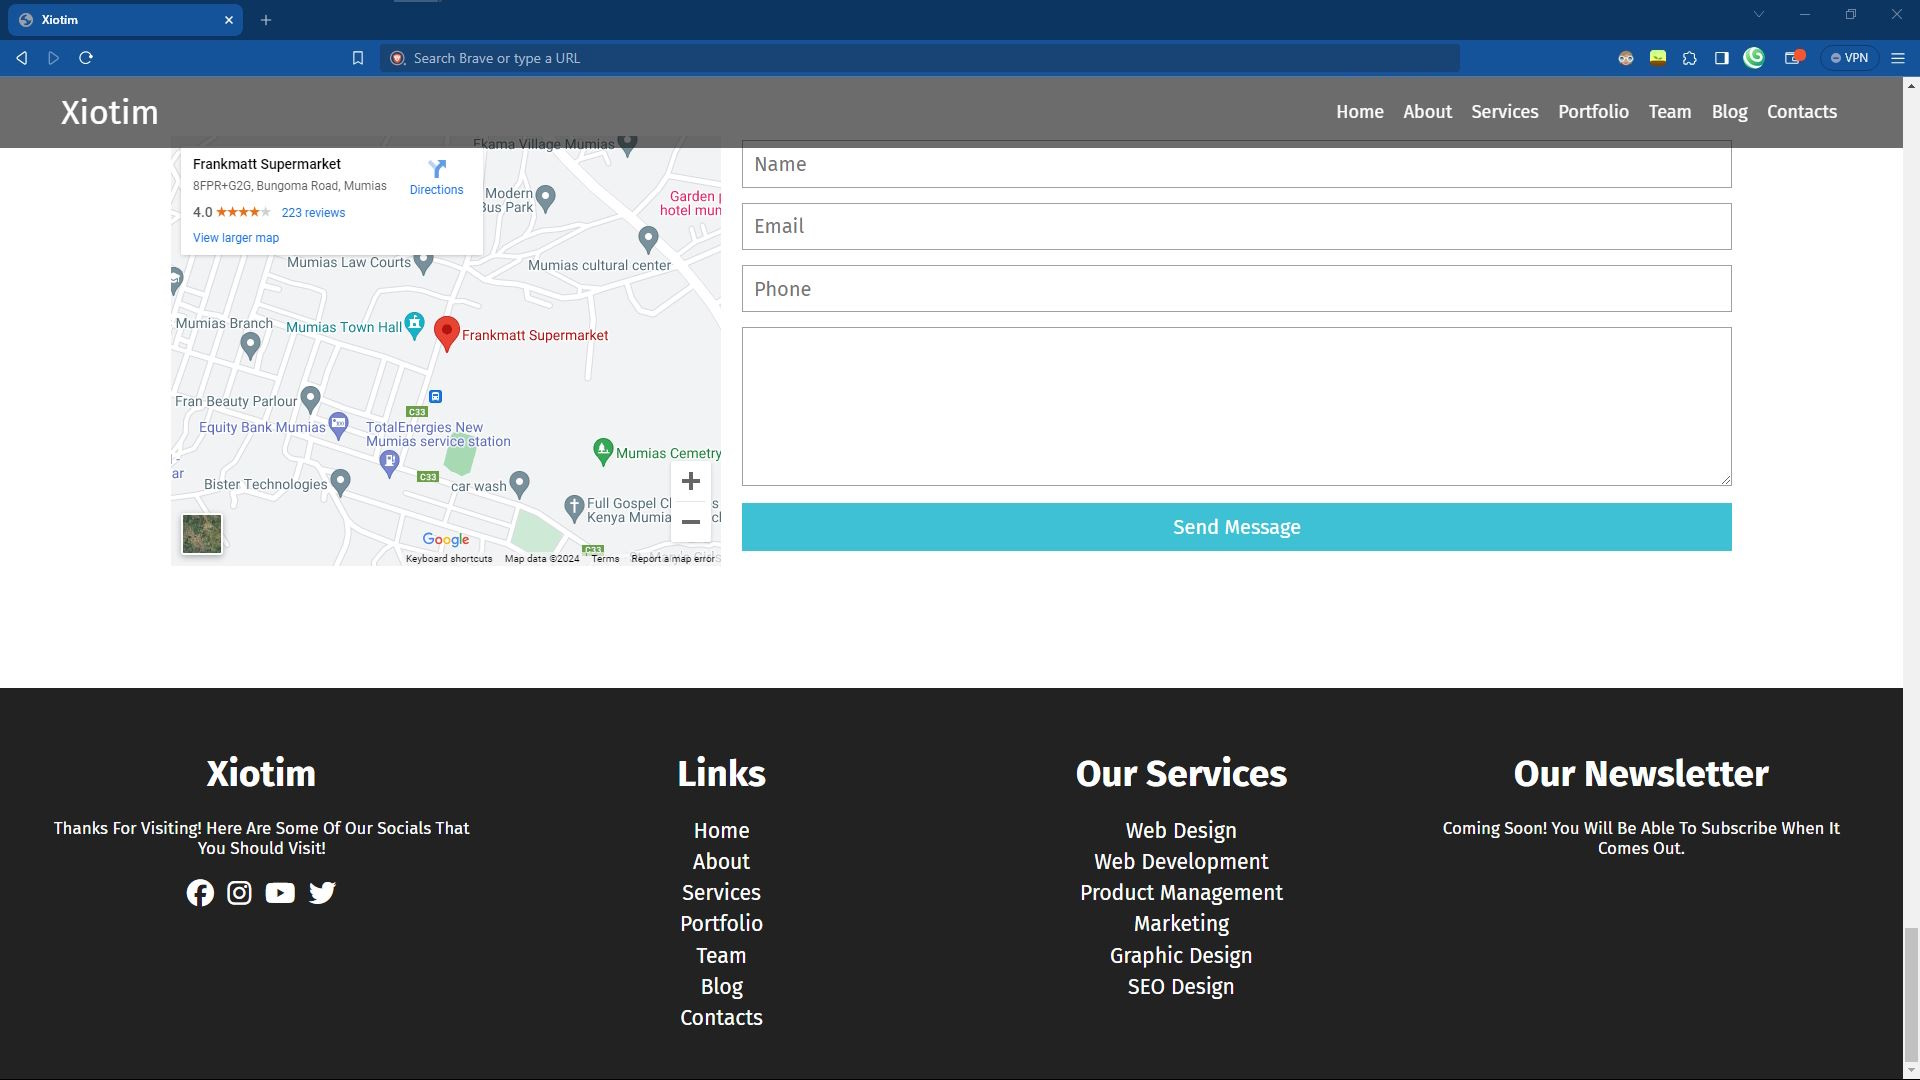 Xiotim
Search Brave or type a URL
VPN
Xiotim
Home About Services Portfolio Team Blog Contacts
Ekama Village Mumias
Frankmatt Supermarket
8FPR+G2G, Bungoma Road, Mumias
Directions
4.0
223 reviews
View larger map
Modern
Bus Park
Garden
hotel mun
Mumias Law Courts
Mumias cultural center
Mumias Branch
Mumias Town Hall
Frankmatt Supermarket
Fran Beauty Parlour
C33
Equity Bank Mumias
TotalEnergies New
Mumias service station
Mumias Cemetry
ar
Bister Technologies
C33
car wash
Full Gospel
Kenya Mumia
Google
C33
Keyboard shortcuts Map data ©2024 Terms Report a map error
Name
Email
Phone
Send Message
Xiotim
Thanks For Visiting! Here Are Some Of Our Socials That
You Should Visit!
Links
Home
About
Services
Portfolio
Team
Blog
Contacts
Our Services
Web Design
Web Development
Product Management
Marketing
Graphic Design
SEO Design
Our Newsletter
Coming Soon! You Will Be Able To Subscribe When It
Comes Out.